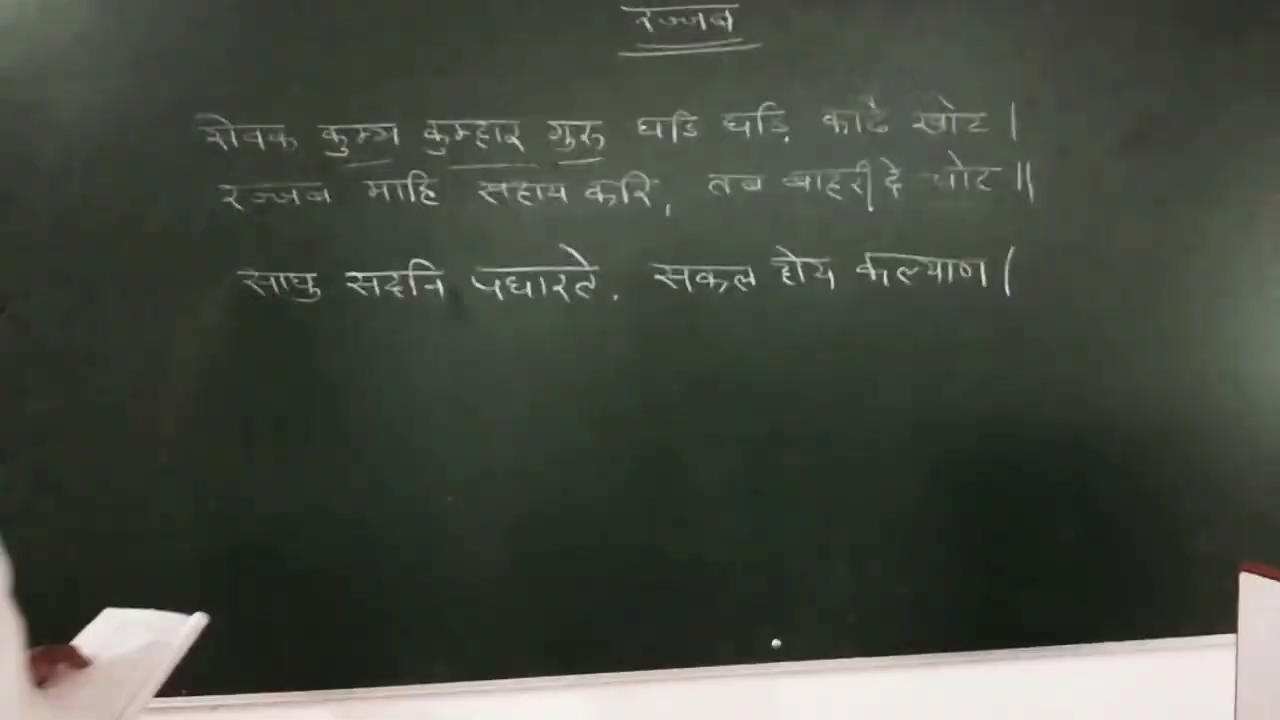 रज्जब
सेवक कुम्भ कुम्हार गुरु घडि घडि काढै खोट ।
रज्जब माहि सहाय करि, तब बाहरी दे चोट ॥
साधु सदनि पधारते, सकल होय कल्याण ।